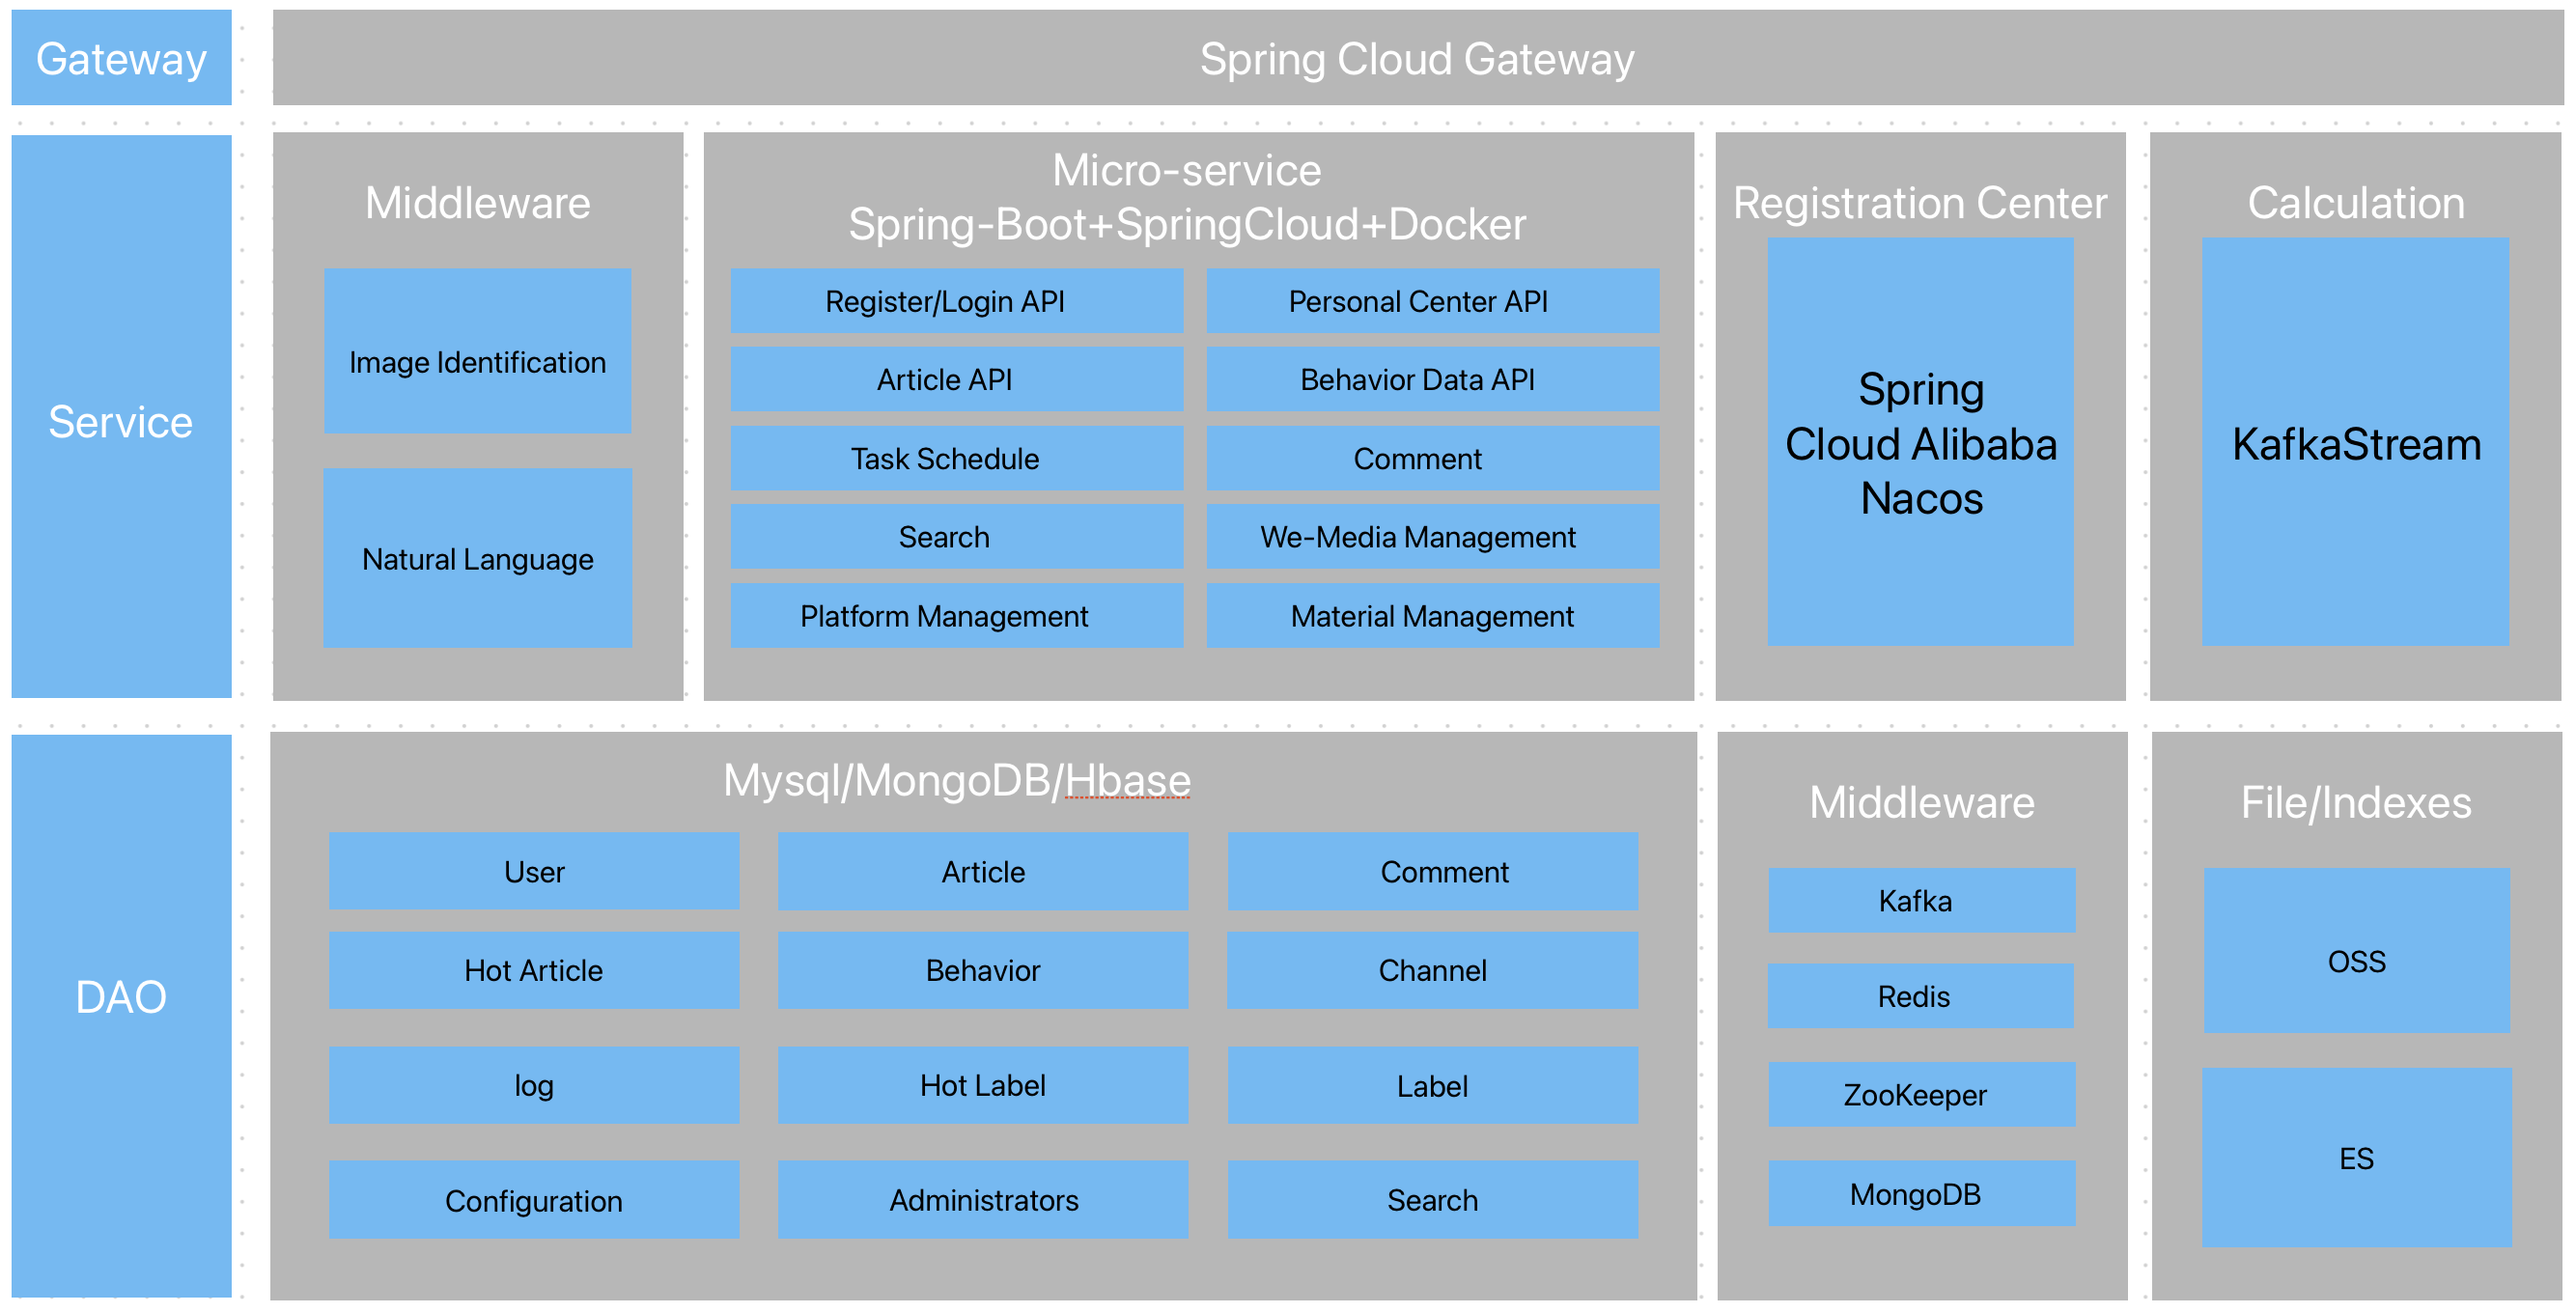 Gateway
Spring Cloud Gateway
Service
Middleware
Image Identification
Natural Language
Micro-service
Spring-Boot+SpringCloud+Docker
Register/Login API
Personal Center API
Article API
Behavior Data API
Task Schedule
Comment
Search
We-Media Management
Platform Management
Material Management
Registration Center
Spring
Cloud Alibaba
Nacos
Calculation
KafkaStream
DAO
Mysql/MongoDB/Hbase
User
Article
Comment
Hot Article
Behavior
Channel
log
Hot Label
Label
Configuration
Administrators
Search
Middleware
Kafka
Redis
ZooKeeper
MongoDB
File/Indexes
OSS
ES